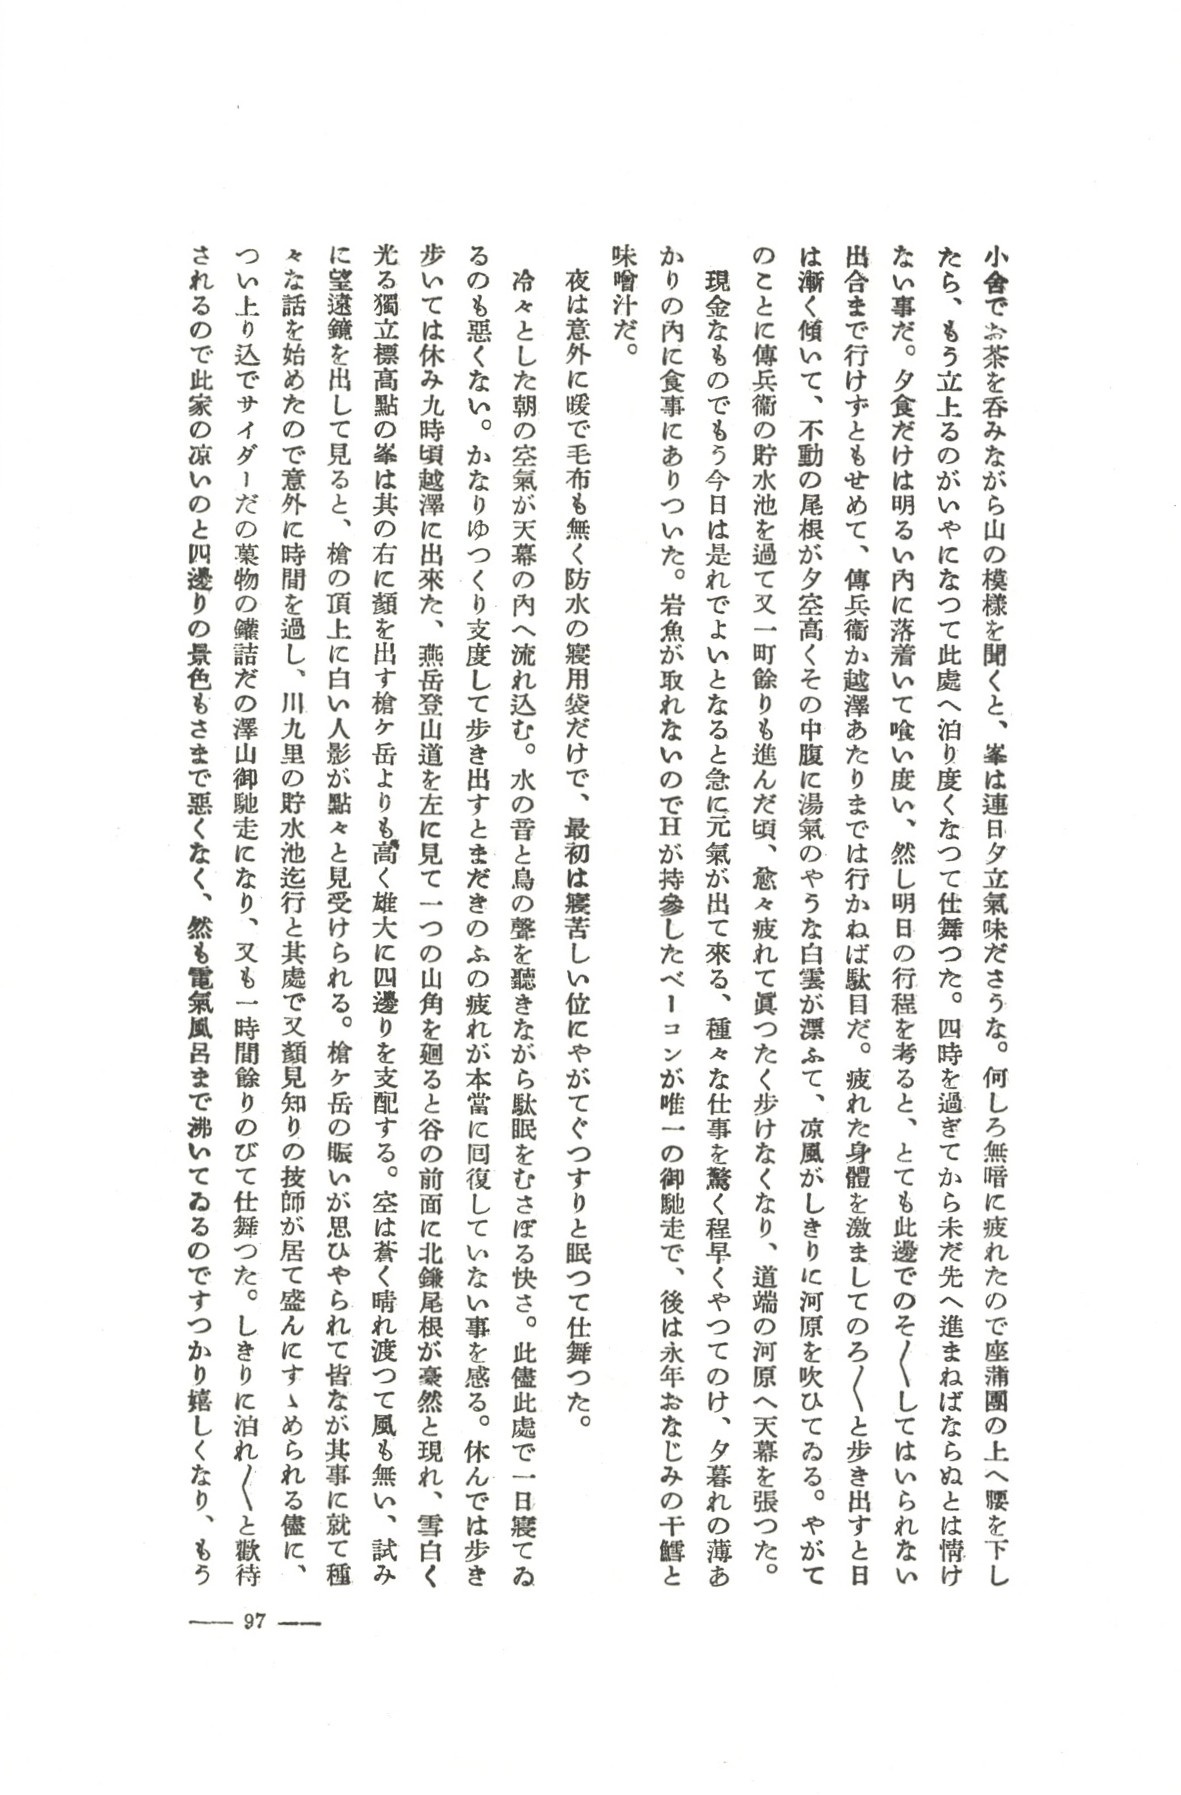 小舍でお茶を呑みながら山の模樣を聞くと、峯は連日夕立氣味ださうな。何しろ無暗に疲れたので座蒲團の上へ腰を下し
たら、もう立上るのがいやになつて此處へ泊り度くなつて仕舞つた。四時を過ぎてから未だ先へ進まねばならぬとは情け
ない事だ。夕食だけは明るい內に落着いて喰い度い、然し明日の行程を考ると、とても此邊でのそ〳〵してはいられない
出合まで行けずともせめて、傳兵衞か越澤あたりまでは行かねば駄目だ。疲れた身體を激ましてのろ〳〵と步き出すと日
は漸く傾いて、不動の尾根が夕空高くその中腹に湯氣のやうな白雲が漂ふて、凉風がしきりに河原を吹ひてゐる。やがて
のことに傳兵衞の貯水池を過て又一町餘りも進んだ頃、愈々疲れて眞つたく步けなくなり、道端の河原へ天幕を張つた。
現金なものでもう今日は是れでよいとなると急に元氣が出て來る、種々な仕事を驚く程早くやつてのけ、夕暮れの薄あ
かりの內に食事にありついた。岩魚が取れないのでＨが持參したベーコンが唯一の御馳走で、後は永年おなじみの干鱈と
味噌汁だ。
夜は意外に暖で毛布も無く防水の寢用袋だけで、最初は寢苦しい位にやがてぐつすりと眠つて仕舞つた。
冷々とした朝の空氣が天幕の內へ流れ込む。水の音と鳥の聲を聽きながら駄眠をむさぼる快さ。此儘此處で一日寢てゐ
るのも惡くない。かなりゆつくり支度して步き出すとまだきのふの疲れが本當に回復していない事を感る。休んでは步き
步いては休み九時頃越澤に出來た、燕岳登山道を左に見て一つの山角を廻ると谷の前面に北鎌尾根が豪然と現れ、雪白く
光る獨立標高點の峯は其の右に顏を出す槍ヶ岳よりも高く雄大に四邊りを支配する。空は蒼く晴れ渡つて風も無い、試み
に望遠鏡を出して見ると、槍の頂上に白い人影が點々と見受けられる。槍ヶ岳の賑いが思ひやられて皆なが其事に就て種
々な話を始めたので意外に時間を過し、川九里の貯水池迄行と其處で又顏見知りの技師が居て盛んにすゝめられる儘に、
つい上り込でサイダーだの菓物の鑵詰だの澤山御馳走になり、又も一時間餘りのびて仕舞つた。しきりに泊れ〳〵と歡待
されるので此家の凉いのと四邊りの景色もさまで惡くなく、然も電氣風呂まで沸いてゐるのですつかり嬉しくなり、もう
— 97 —